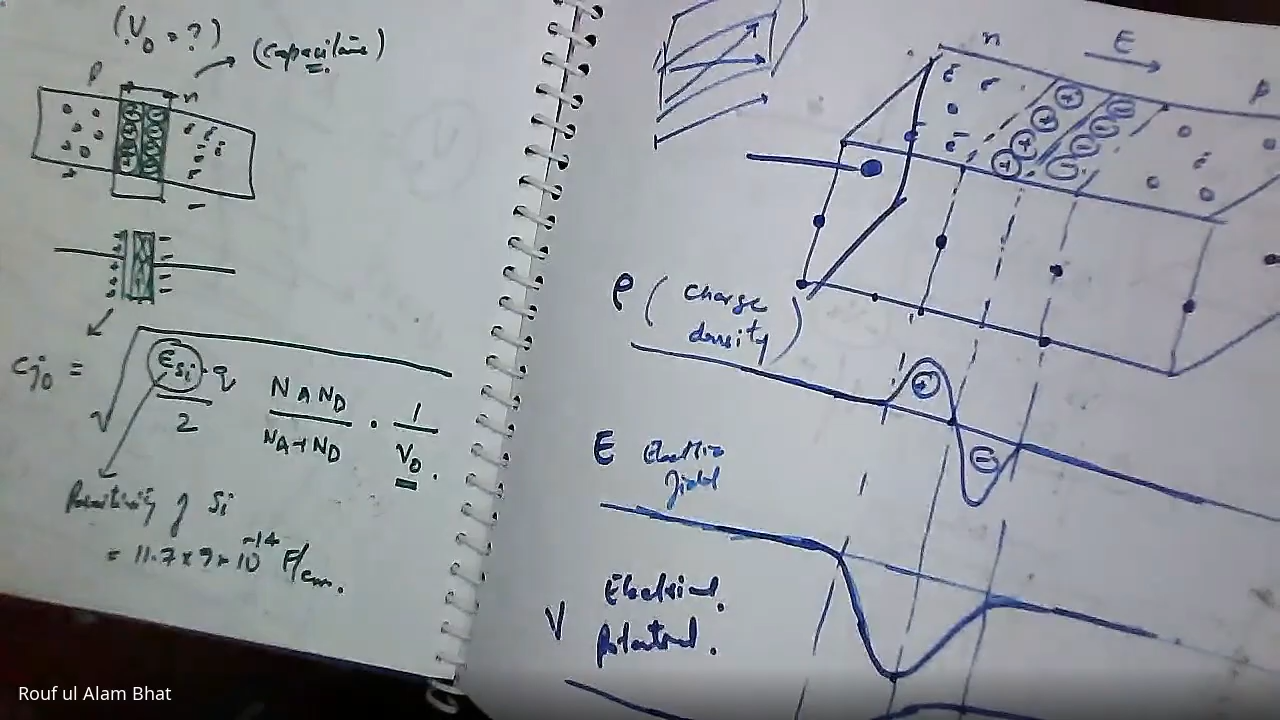 (V₀ = ?)
(capacitance)
p n
Cj₀ = √ εSi · q / 2 NA ND / NA + ND · 1 / V₀ .
Permittivity of Si
= 11.7 × 9 × 10⁻¹⁴ F/cm.
n E p
ρ ( charge
density )
E Electric
field
V Electrical
potential .
Rouf ul Alam Bhat